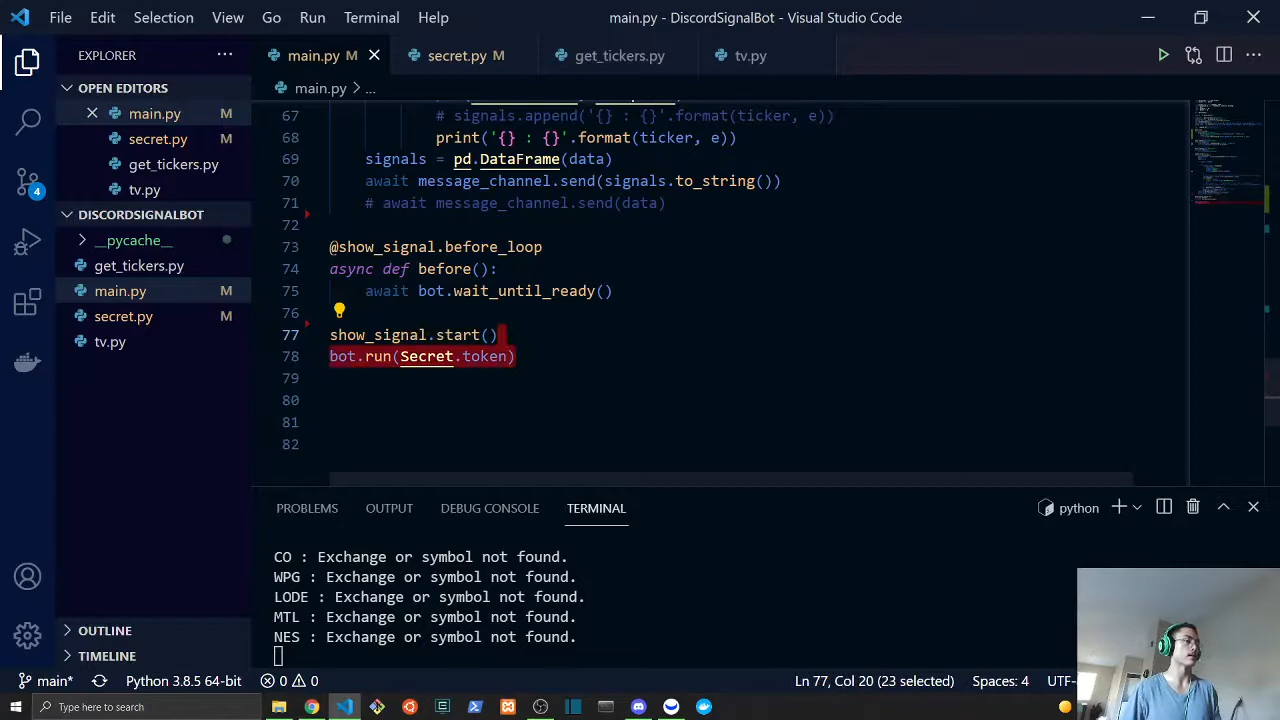 File Edit Selection View Go Run Terminal Help
main.py - DiscordSignalBot - Visual Studio Code
EXPLORER
main.py M
secret.py M
get_tickers.py
tv.py
OPEN EDITORS
main.py > ...
main.py M
secret.py M
get_tickers.py
tv.py
DISCORDSIGNALBOT
__pycache__
get_tickers.py
main.py M
secret.py M
tv.py
OUTLINE
TIMELINE
4
67 # signals.append('{} : {}'.format(ticker, e))
68 print('{} : {}'.format(ticker, e))
69 signals = pd.DataFrame(data)
70 await message_channel.send(signals.to_string())
71 # await message_channel.send(data)
72
73 @show_signal.before_loop
74 async def before():
75 await bot.wait_until_ready()
76
77 show_signal.start()
78 bot.run(Secret.token)
79
80
81
82
PROBLEMS OUTPUT DEBUG CONSOLE TERMINAL
python
CO : Exchange or symbol not found.
WPG : Exchange or symbol not found.
LODE : Exchange or symbol not found.
MTL : Exchange or symbol not found.
NES : Exchange or symbol not found.
main* Python 3.8.5 64-bit 0 0 Ln 77, Col 20 (23 selected) Spaces: 4 UTF-
Type here to search